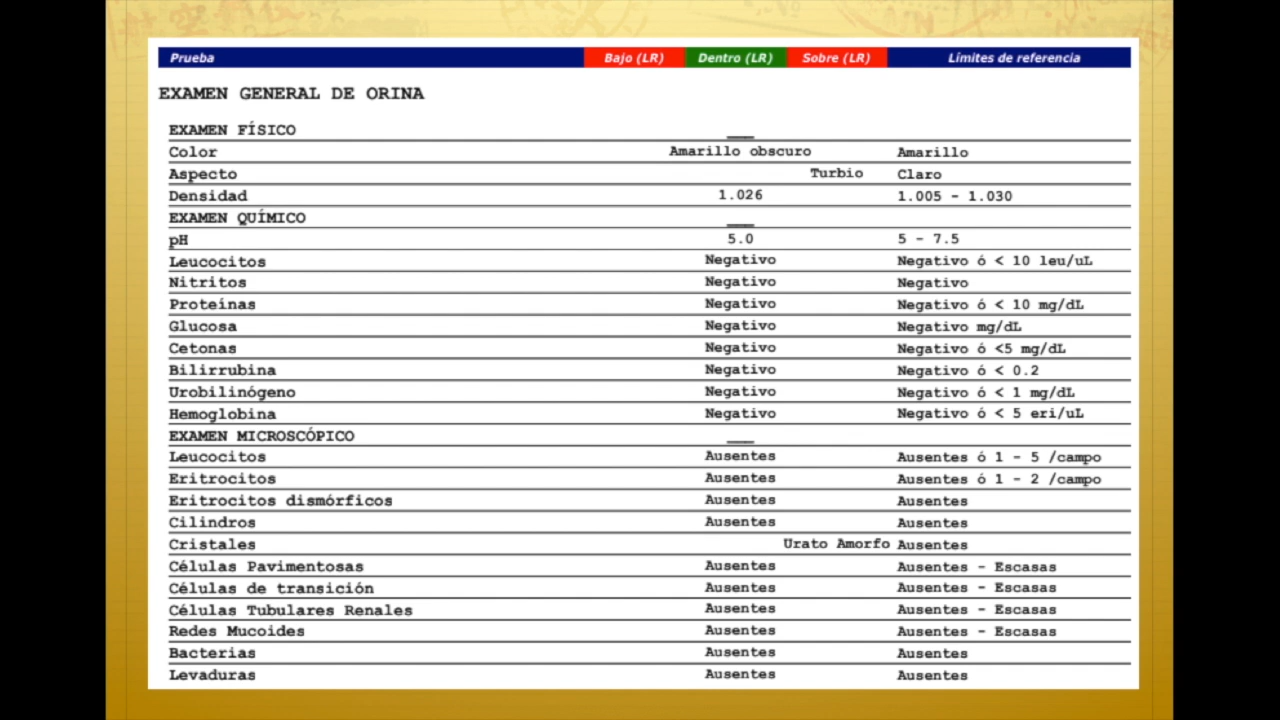 Prueba Bajo (LR) Dentro (LR) Sobre (LR) Límites de referencia
EXAMEN GENERAL DE ORINA
EXAMEN FÍSICO ___
Color Amarillo obscuro Amarillo
Aspecto Turbio Claro
Densidad 1.026 1.005 - 1.030
EXAMEN QUÍMICO ___
pH 5.0 5 - 7.5
Leucocitos Negativo Negativo ó < 10 leu/uL
Nitritos Negativo Negativo
Proteínas Negativo Negativo ó < 10 mg/dL
Glucosa Negativo Negativo mg/dL
Cetonas Negativo Negativo ó <5 mg/dL
Bilirrubina Negativo Negativo ó < 0.2
Urobilinógeno Negativo Negativo ó < 1 mg/dL
Hemoglobina Negativo Negativo ó < 5 eri/uL
EXAMEN MICROSCÓPICO ___
Leucocitos Ausentes Ausentes ó 1 - 5 /campo
Eritrocitos Ausentes Ausentes ó 1 - 2 /campo
Eritrocitos dismórficos Ausentes Ausentes
Cilindros Ausentes Ausentes
Cristales Urato Amorfo Ausentes
Células Pavimentosas Ausentes Ausentes - Escasas
Células de transición Ausentes Ausentes - Escasas
Células Tubulares Renales Ausentes Ausentes - Escasas
Redes Mucoides Ausentes Ausentes - Escasas
Bacterias Ausentes Ausentes
Levaduras Ausentes Ausentes